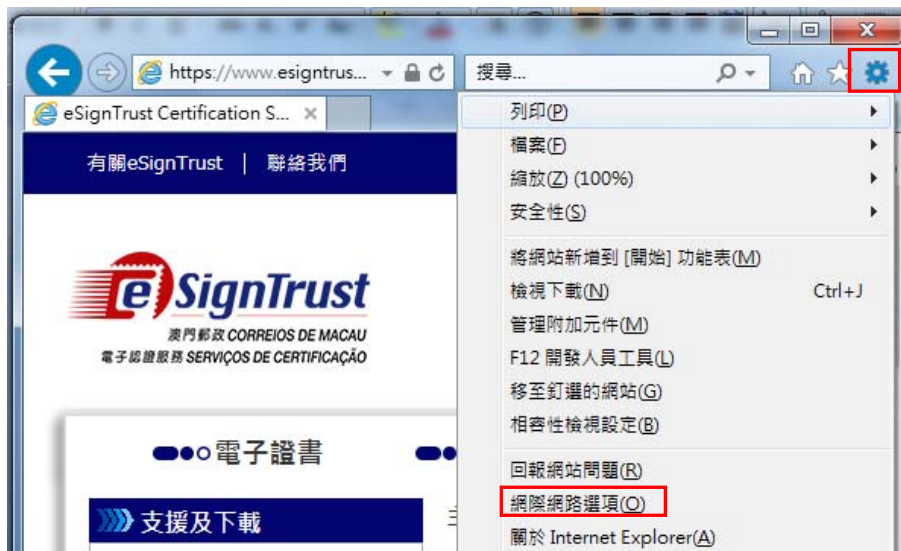 https://www.esigntrus...
搜尋...
eSignTrust Certification S...
有關eSignTrust | 聯絡我們
eSignTrust
澳門郵政 CORREIOS DE MACAU
電子認證服務 SERVIÇOS DE CERTIFICAÇÃO
電子證書
支援及下載
列印(P)
檔案(F)
縮放(Z) (100%)
安全性(S)
將網站新增到 [開始] 功能表(M)
檢視下載(N) Ctrl+J
管理附加元件(M)
F12 開發人員工具(L)
移至釘選的網站(G)
相容性檢視設定(B)
回報網站問題(R)
網際網路選項(O)
關於 Internet Explorer(A)